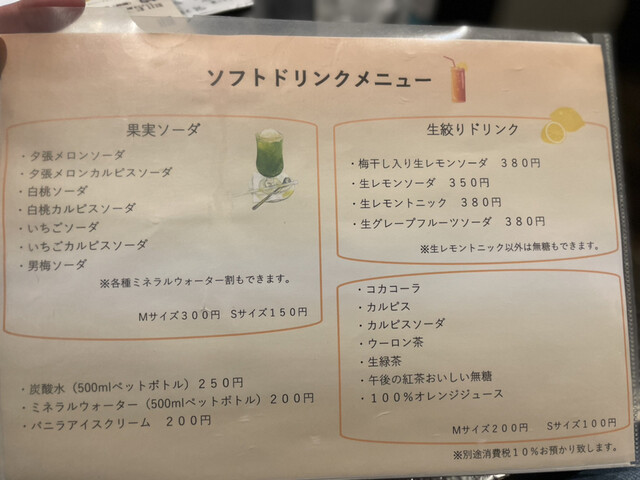 ソフトドリンクメニュー
果実ソーダ
・夕張メロンソーダ
・夕張メロンカルピスソーダ
・白桃ソーダ
・白桃カルピスソーダ
・いちごソーダ
・いちごカルピスソーダ
・男梅ソーダ
※各種ミネラルウォーター割もできます。
Mサイズ300円 Sサイズ150円
・炭酸水（500mlペットボトル）250円
・ミネラルウォーター（500mlペットボトル）200円
・バニラアイスクリーム 200円
生絞りドリンク
・梅干し入り生レモンソーダ 380円
・生レモンソーダ 350円
・生レモントニック 380円
・生グレープフルーツソーダ 380円
※生レモントニック以外は無糖もできます。
・コカコーラ
・カルピス
・カルピスソーダ
・ウーロン茶
・生緑茶
・午後の紅茶おいしい無糖
・100%オレンジジュース
Mサイズ200円 Sサイズ100円
※別途消費税10%お預かり致します。